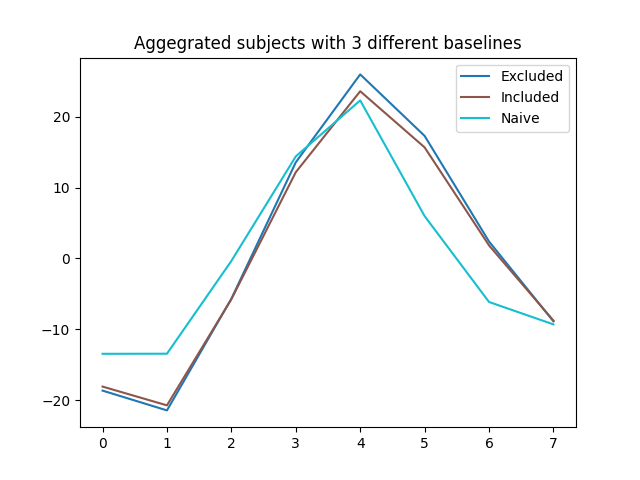 Aggegrated subjects with 3 different baselines
Excluded
Included
Naive
20
10
0
−10
−20
0 1 2 3 4 5 6 7